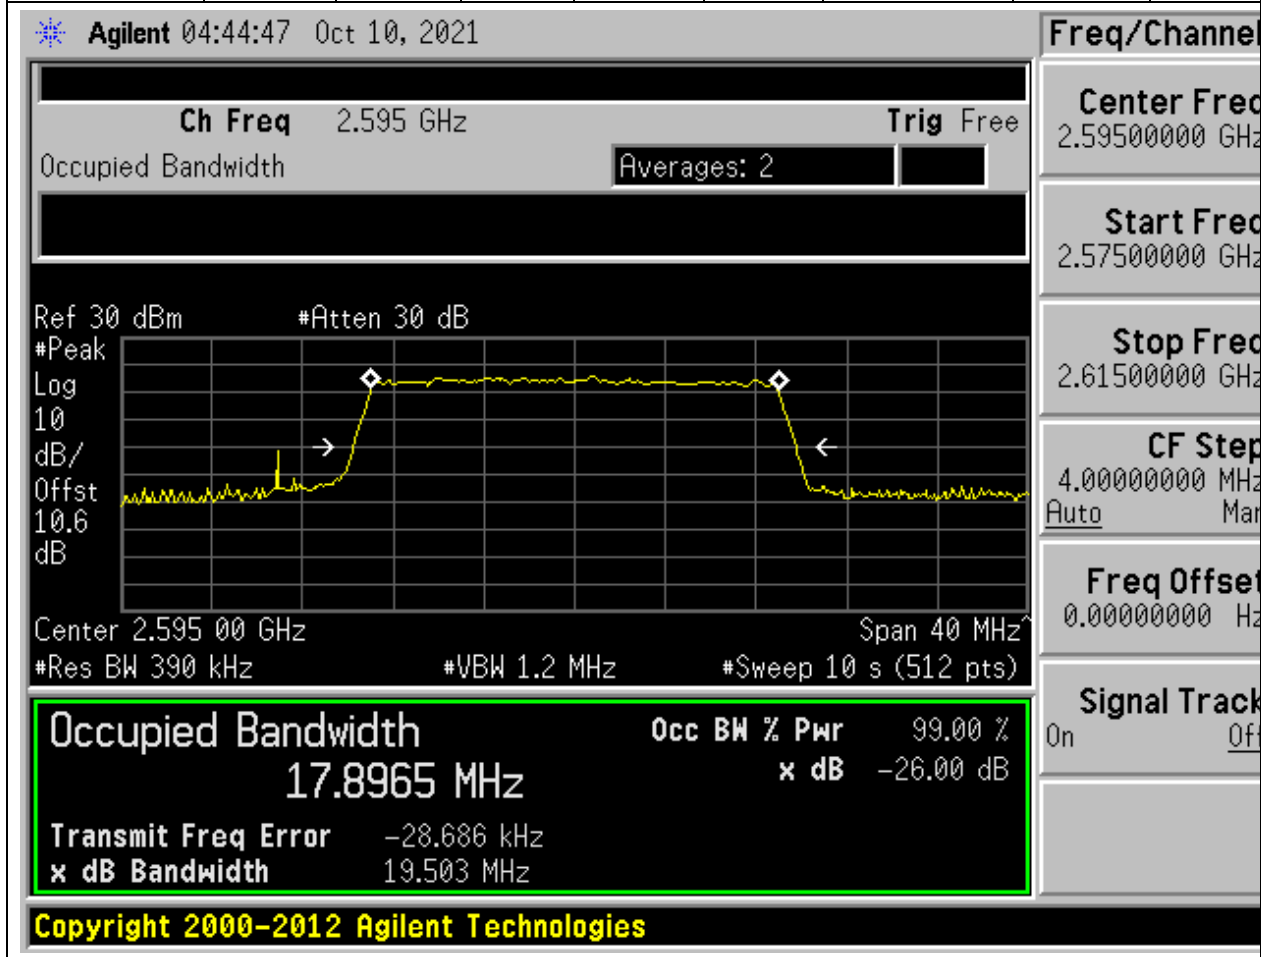 Agilent 04:44:47 Oct 10, 2021
Freq/Channel
Ch Freq 2.595 GHz Trig Free
Occupied Bandwidth Averages: 2
Center Freq
2.59500000 GHz
Start Freq
2.57500000 GHz
Stop Freq
2.61500000 GHz
CF Step
4.00000000 MHz
Auto Man
Freq Offset
0.00000000 Hz
Signal Track
On Off
Ref 30 dBm #Atten 30 dB
#Peak
Log
10
dB/
Offst
10.6
dB
Center 2.595 00 GHz Span 40 MHz^
#Res BW 390 kHz #VBW 1.2 MHz #Sweep 10 s (512 pts)
Occupied Bandwidth Occ BW % Pwr 99.00 %
17.8965 MHz x dB -26.00 dB
Transmit Freq Error -28.686 kHz
x dB Bandwidth 19.503 MHz
Copyright 2000-2012 Agilent Technologies